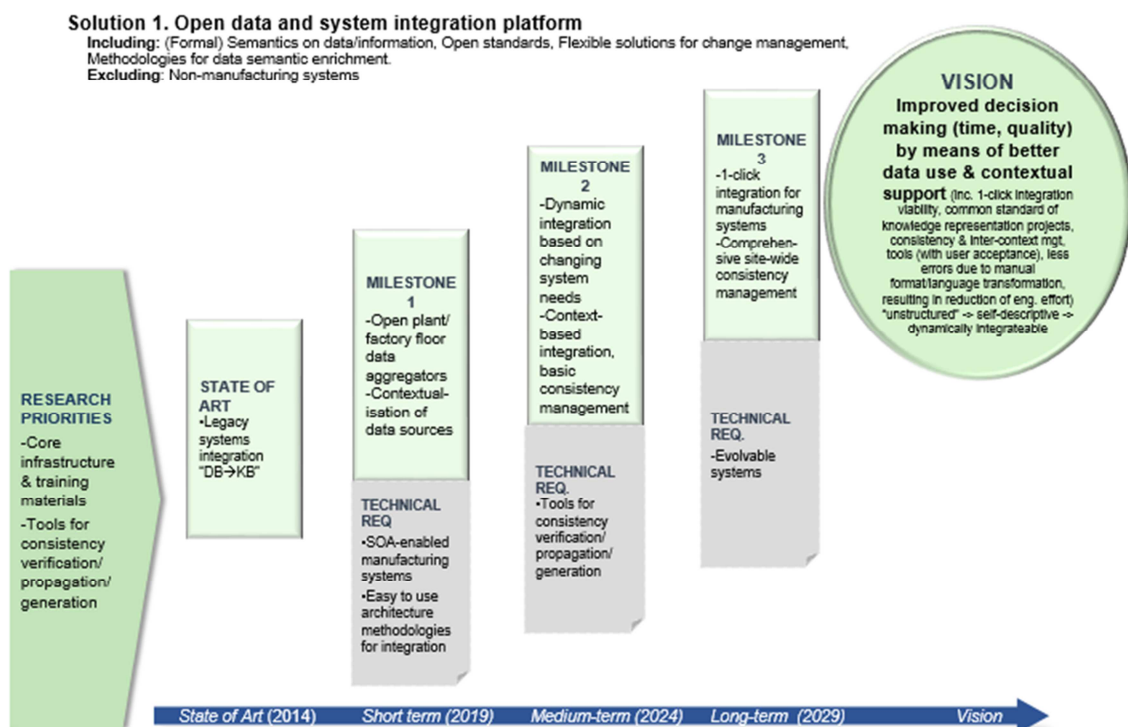 Solution 1. Open data and system integration platform
Including: (Formal) Semantics on data/information, Open standards, Flexible solutions for change management,
Methodologies for data semantic enrichment.
Excluding: Non-manufacturing systems
RESEARCH
PRIORITIES
-Core
infrastructure
& training
materials
-Tools for
consistency
verification/
propagation/
generation
STATE OF
ART
•Legacy
systems
integration
"DB→KB"
MILESTONE
1
-Open plant/
factory floor
data
aggregators
-Contextual-
isation of
data sources
TECHNICAL
REQ
•SOA-enabled
manufacturing
systems
•Easy to use
architecture
methodologies
for integration
MILESTONE
2
-Dynamic
integration
based on
changing
system
needs
-Context-
based
integration,
basic
consistency
management
TECHNICAL
REQ.
•Tools for
consistency
verification/
propagation/
generation
MILESTONE
3
-1-click
integration for
manufacturing
systems
-Comprehen-
sive site-wide
consistency
management
TECHNICAL
REQ.
-Evolvable
systems
VISION
Improved decision
making (time, quality)
by means of better
data use & contextual
support (inc. 1-click integration
viability, common standard of
knowledge representation projects,
consistency & inter-context mgt,
tools (with user acceptance), less
errors due to manual
format/language transformation,
resulting in reduction of eng. effort)
"unstructured" -> self-descriptive ->
dynamically integrateable
State of Art (2014) Short term (2019) Medium-term (2024) Long-term (2029) Vision